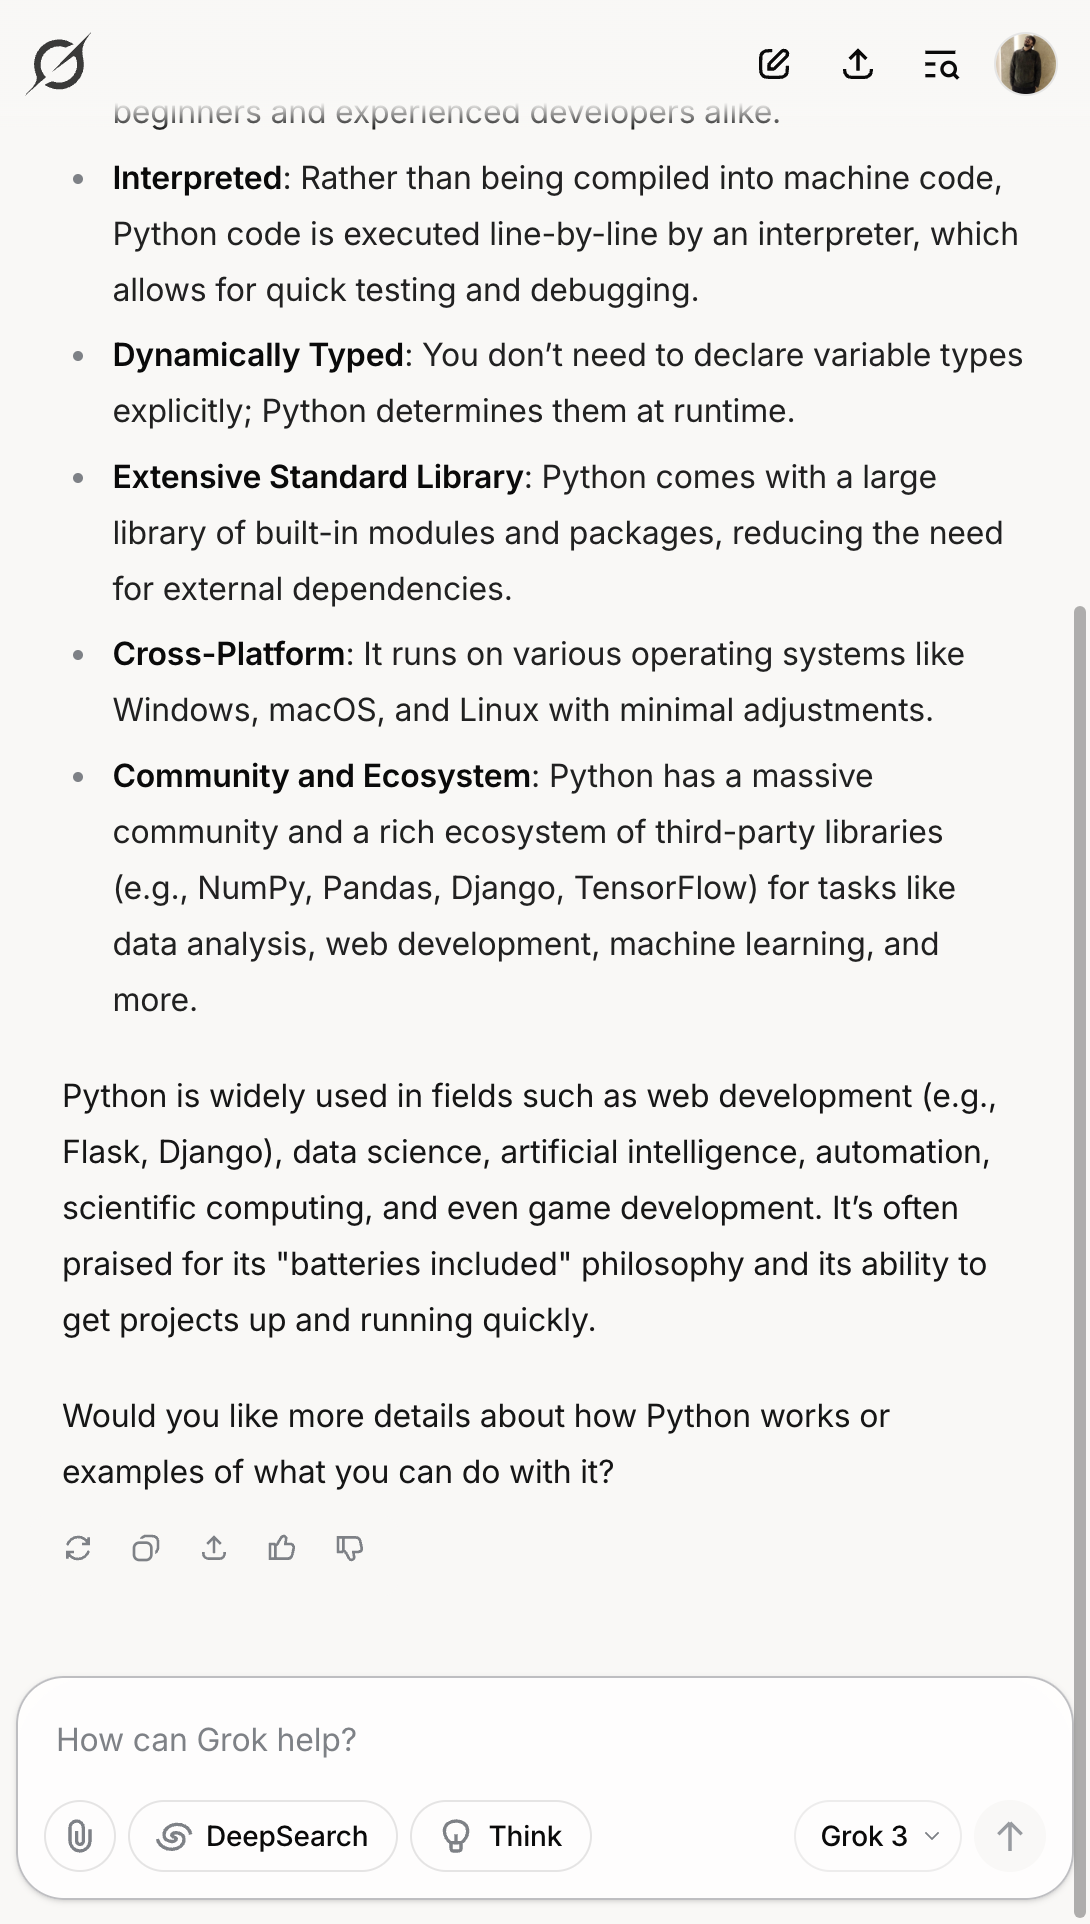 beginners and experienced developers alike.
Interpreted: Rather than being compiled into machine code,
Python code is executed line-by-line by an interpreter, which
allows for quick testing and debugging.
Dynamically Typed: You don’t need to declare variable types
explicitly; Python determines them at runtime.
Extensive Standard Library: Python comes with a large
library of built-in modules and packages, reducing the need
for external dependencies.
Cross-Platform: It runs on various operating systems like
Windows, macOS, and Linux with minimal adjustments.
Community and Ecosystem: Python has a massive
community and a rich ecosystem of third-party libraries
(e.g., NumPy, Pandas, Django, TensorFlow) for tasks like
data analysis, web development, machine learning, and
more.
Python is widely used in fields such as web development (e.g.,
Flask, Django), data science, artificial intelligence, automation,
scientific computing, and even game development. It’s often
praised for its "batteries included" philosophy and its ability to
get projects up and running quickly.
Would you like more details about how Python works or
examples of what you can do with it?
How can Grok help?
DeepSearch
Think
Grok 3